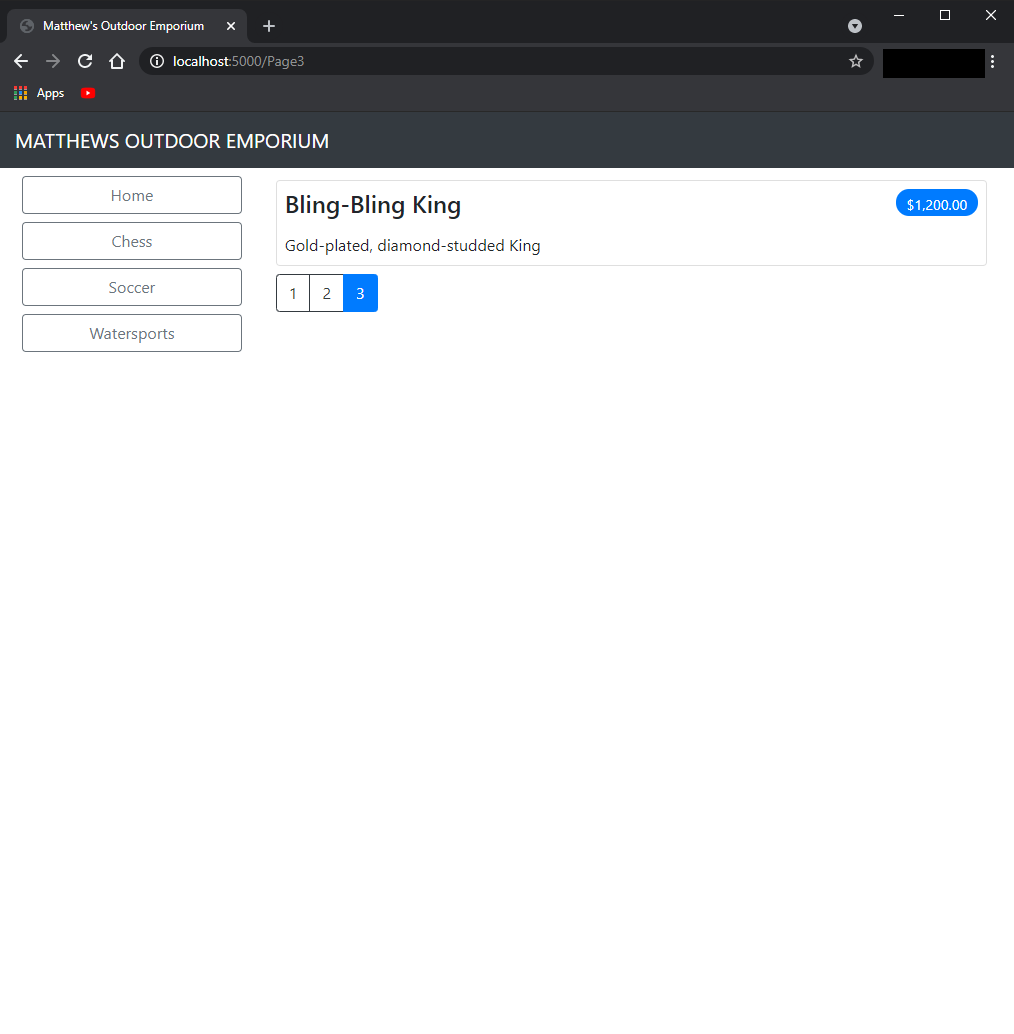 Matthew's Outdoor Emporium
localhost:5000/Page3
Apps
MATTHEWS OUTDOOR EMPORIUM
Home
Chess
Soccer
Watersports
Bling-Bling King
$1,200.00
Gold-plated, diamond-studded King
1 2 3